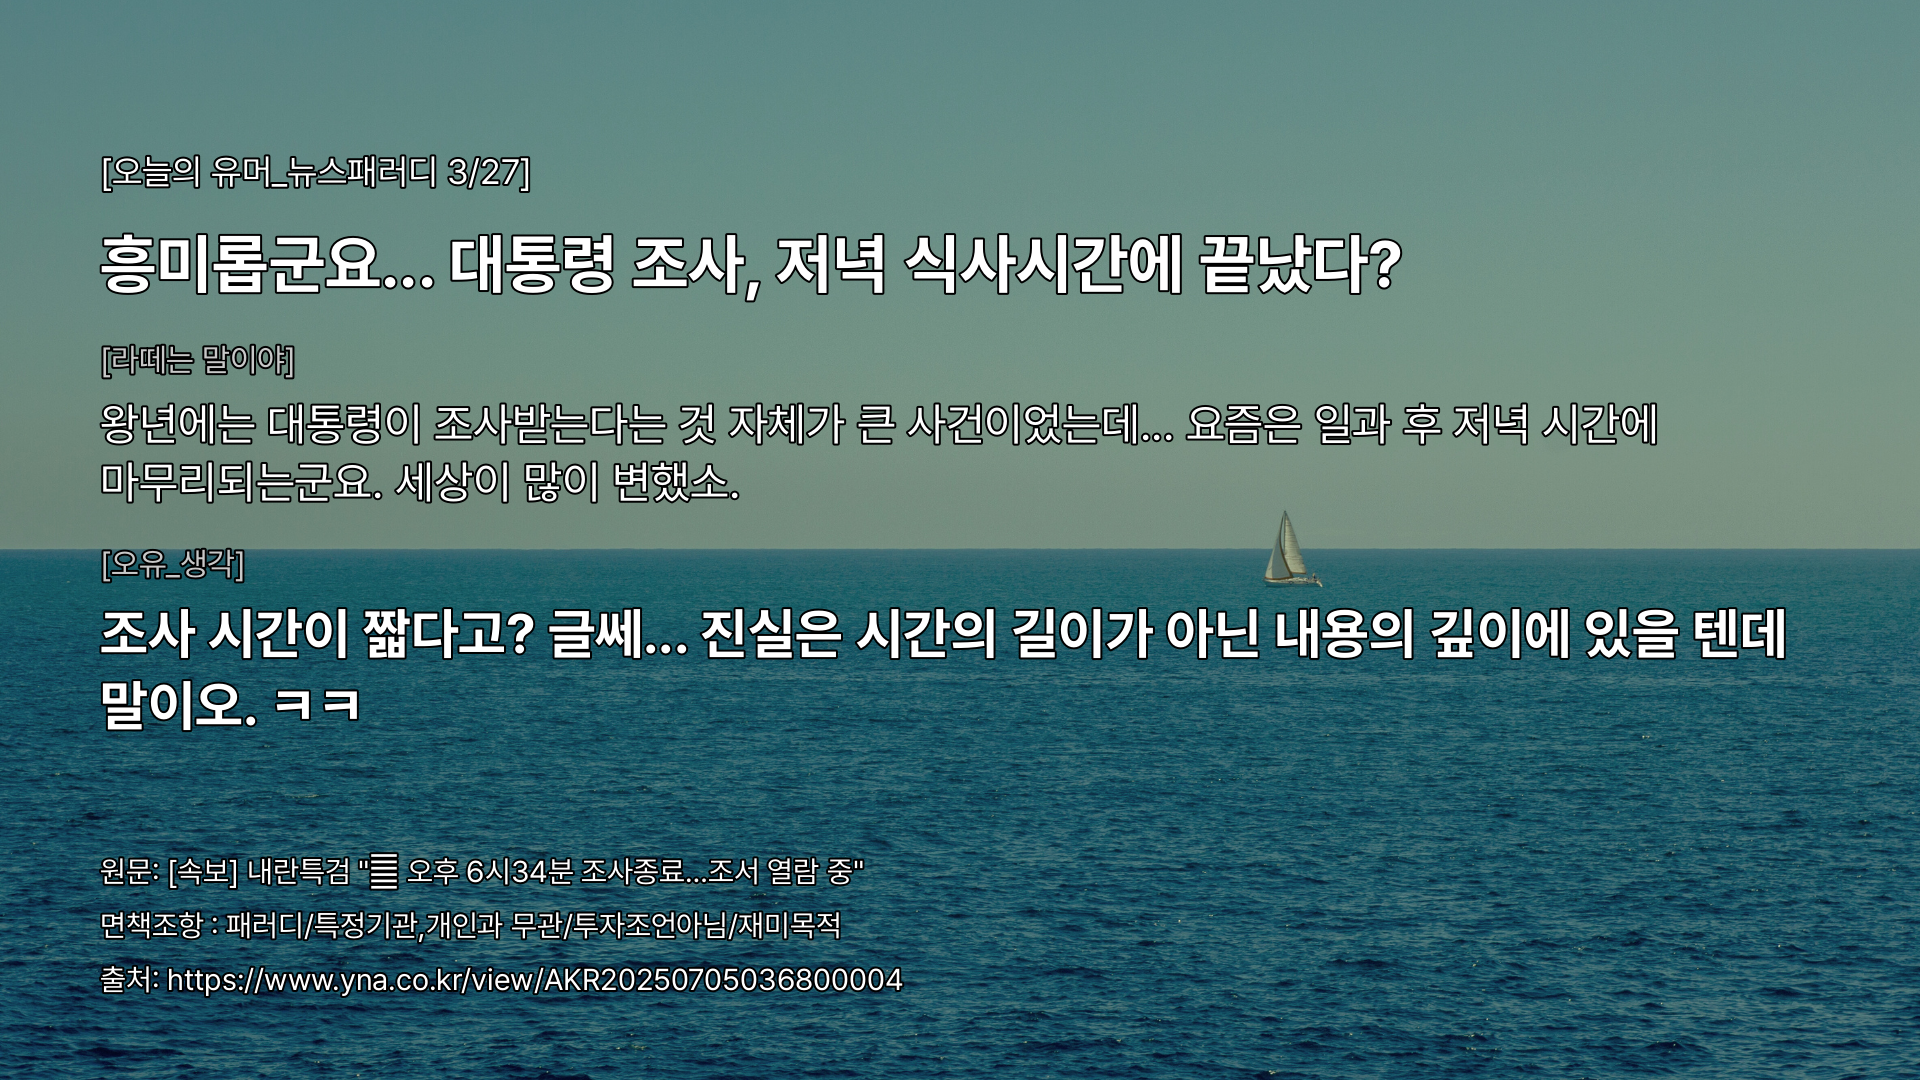 [오늘의 유머_뉴스패러디 3/27]
흥미롭군요... 대통령 조사, 저녁 식사시간에 끝났다?
[라떼는 말이야]
왕년에는 대통령이 조사받는다는 것 자체가 큰 사건이었는데... 요즘은 일과 후 저녁 시간에
마무리되는군요. 세상이 많이 변했소.
[오유_생각]
조사 시간이 짧다고? 글쎄... 진실은 시간의 길이가 아닌 내용의 깊이에 있을 텐데
말이오. ㅋㅋ
원문: [속보] 내란특검 " 오후 6시34분 조사종료...조서 열람 중"
면책조항 : 패러디/특정기관,개인과 무관/투자조언아님/재미목적
출처: https://www.yna.co.kr/view/AKR20250705036800004